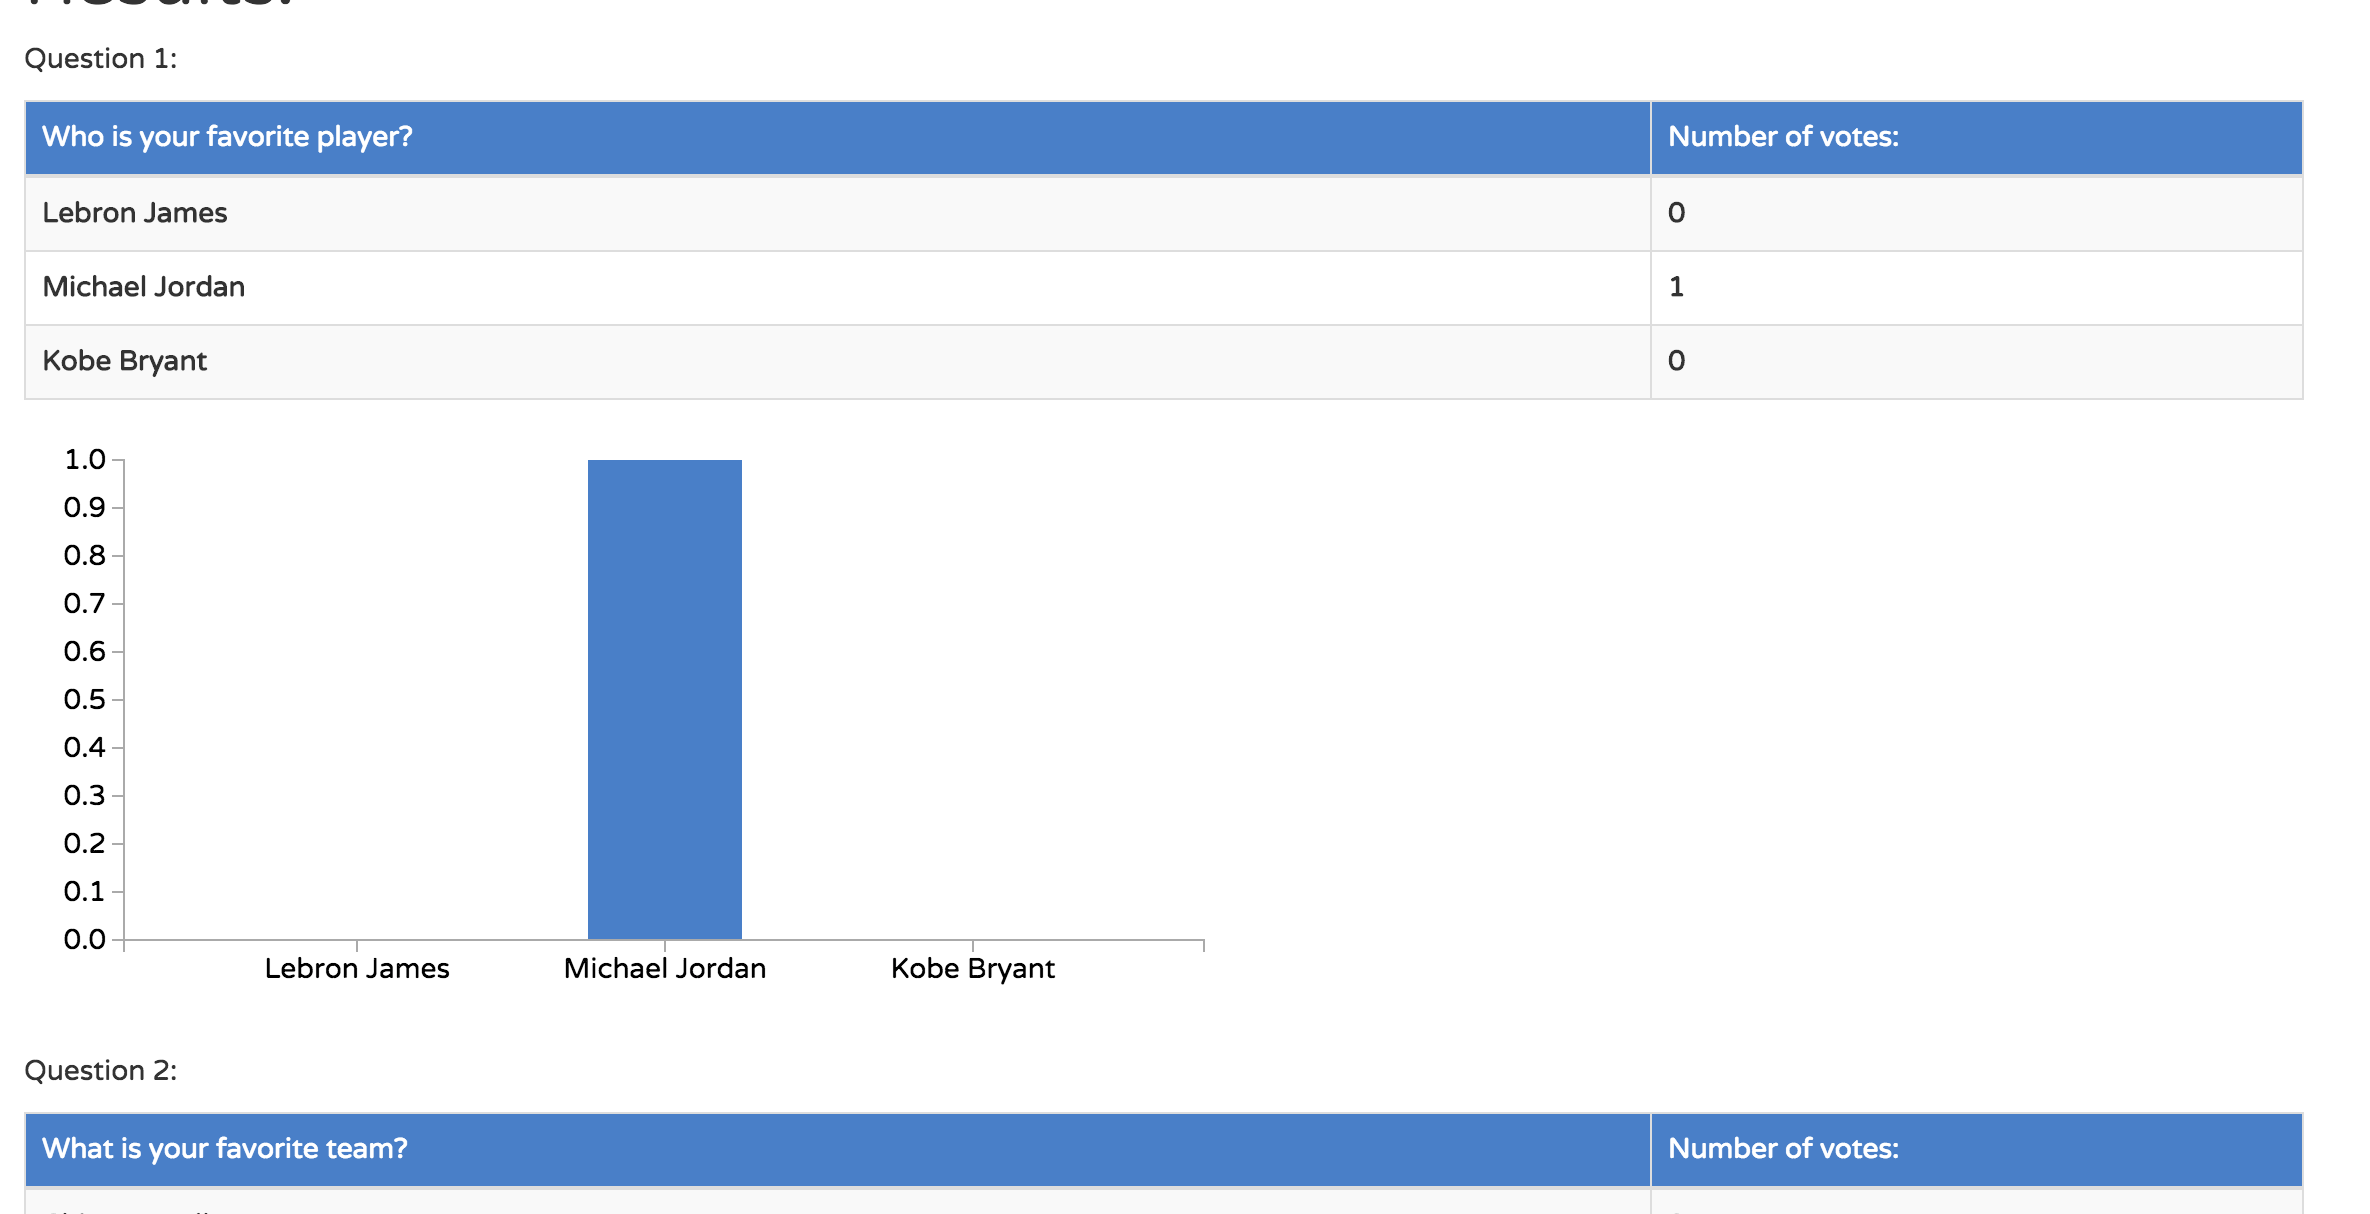 Results:
Question 1:
Who is your favorite player? Number of votes:
Lebron James 0
Michael Jordan 1
Kobe Bryant 0
1.0
0.9
0.8
0.7
0.6
0.5
0.4
0.3
0.2
0.1
0.0
Lebron James Michael Jordan Kobe Bryant
Question 2:
What is your favorite team? Number of votes: